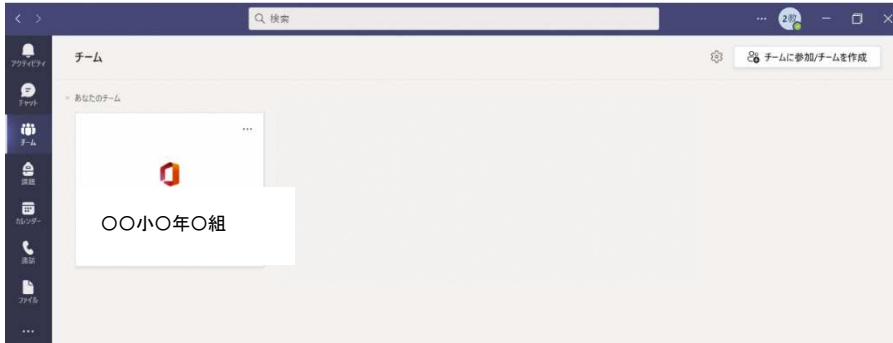 検索
2教
アクティビティ
チーム
チームに参加/チームを作成
チャット
あなたのチーム
チーム
課題
〇〇小〇年〇組
カレンダー
通話
ファイル